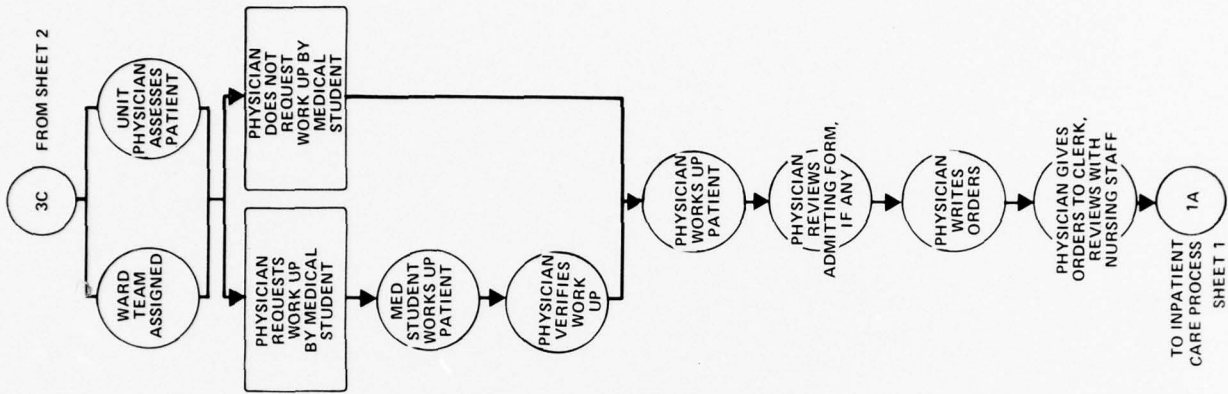 3C
FROM SHEET 2
WARD
TEAM
ASSIGNED
UNIT
PHYSICIAN
ASSESSES
PATIENT
PHYSICIAN
REQUESTS
WORK UP
BY MEDICAL
STUDENT
PHYSICIAN
DOES NOT
REQUEST
WORK UP BY
MEDICAL
STUDENT
MED
STUDENT
WORKS UP
PATIENT
PHYSICIAN
VERIFIES
WORK
UP
PHYSICIAN
WORKS UP
PATIENT
PHYSICIAN
REVIEWS
ADMITTING FORM,
IF ANY
PHYSICIAN
WRITES
ORDERS
PHYSICIAN GIVES
ORDERS TO CLERK,
REVIEWS WITH
NURSING STAFF
1A
TO INPATIENT
CARE PROCESS
SHEET 1